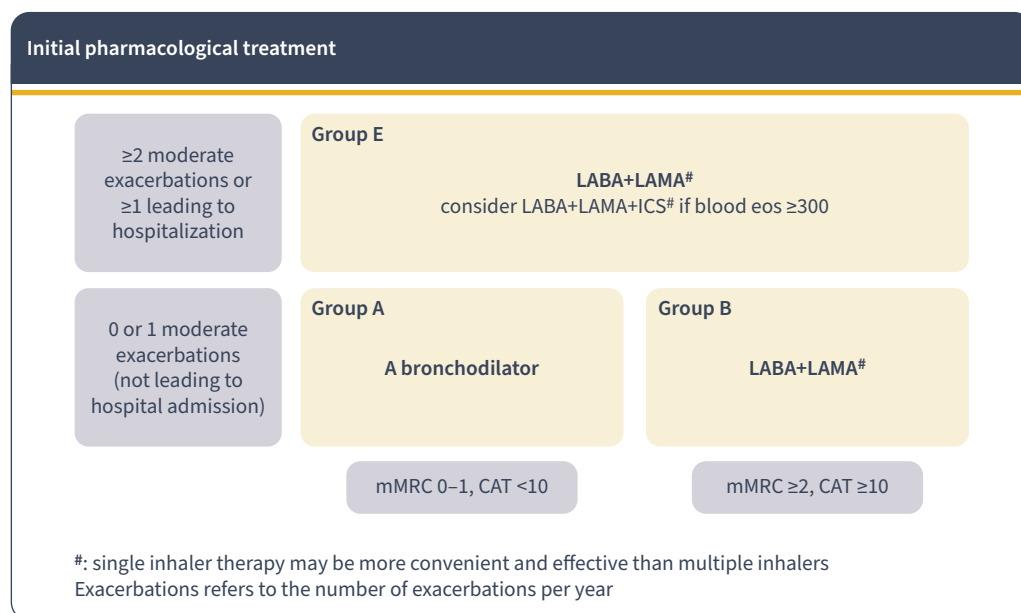 Initial pharmacological treatment
≥2 moderate
exacerbations or
≥1 leading to
hospitalization
Group E
LABA+LAMA#
consider LABA+LAMA+ICS# if blood eos ≥300
0 or 1 moderate
exacerbations
(not leading to
hospital admission)
Group A
A bronchodilator
Group B
LABA+LAMA#
mMRC 0–1, CAT <10
mMRC ≥2, CAT ≥10
#: single inhaler therapy may be more convenient and effective than multiple inhalers
Exacerbations refers to the number of exacerbations per year